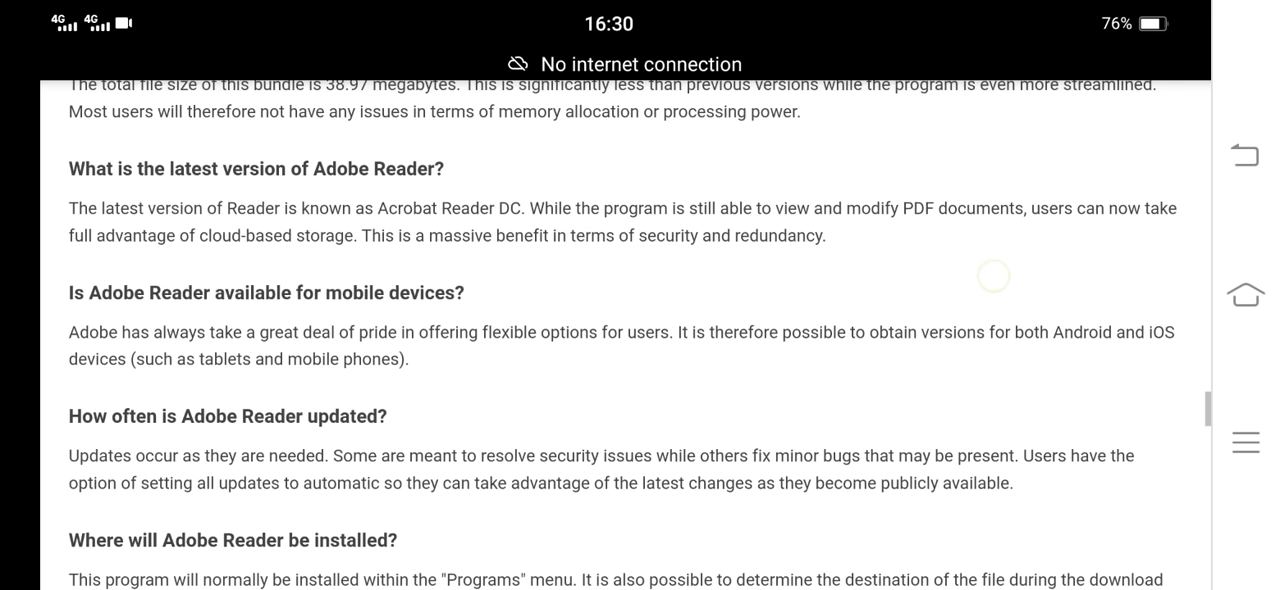 4G 4G 16:30 76%
No internet connection
The total file size of this bundle is 38.97 megabytes. This is significantly less than previous versions while the program is even more streamlined.
Most users will therefore not have any issues in terms of memory allocation or processing power.
What is the latest version of Adobe Reader?
The latest version of Reader is known as Acrobat Reader DC. While the program is still able to view and modify PDF documents, users can now take
full advantage of cloud-based storage. This is a massive benefit in terms of security and redundancy.
Is Adobe Reader available for mobile devices?
Adobe has always take a great deal of pride in offering flexible options for users. It is therefore possible to obtain versions for both Android and iOS
devices (such as tablets and mobile phones).
How often is Adobe Reader updated?
Updates occur as they are needed. Some are meant to resolve security issues while others fix minor bugs that may be present. Users have the
option of setting all updates to automatic so they can take advantage of the latest changes as they become publicly available.
Where will Adobe Reader be installed?
This program will normally be installed within the "Programs" menu. It is also possible to determine the destination of the file during the download